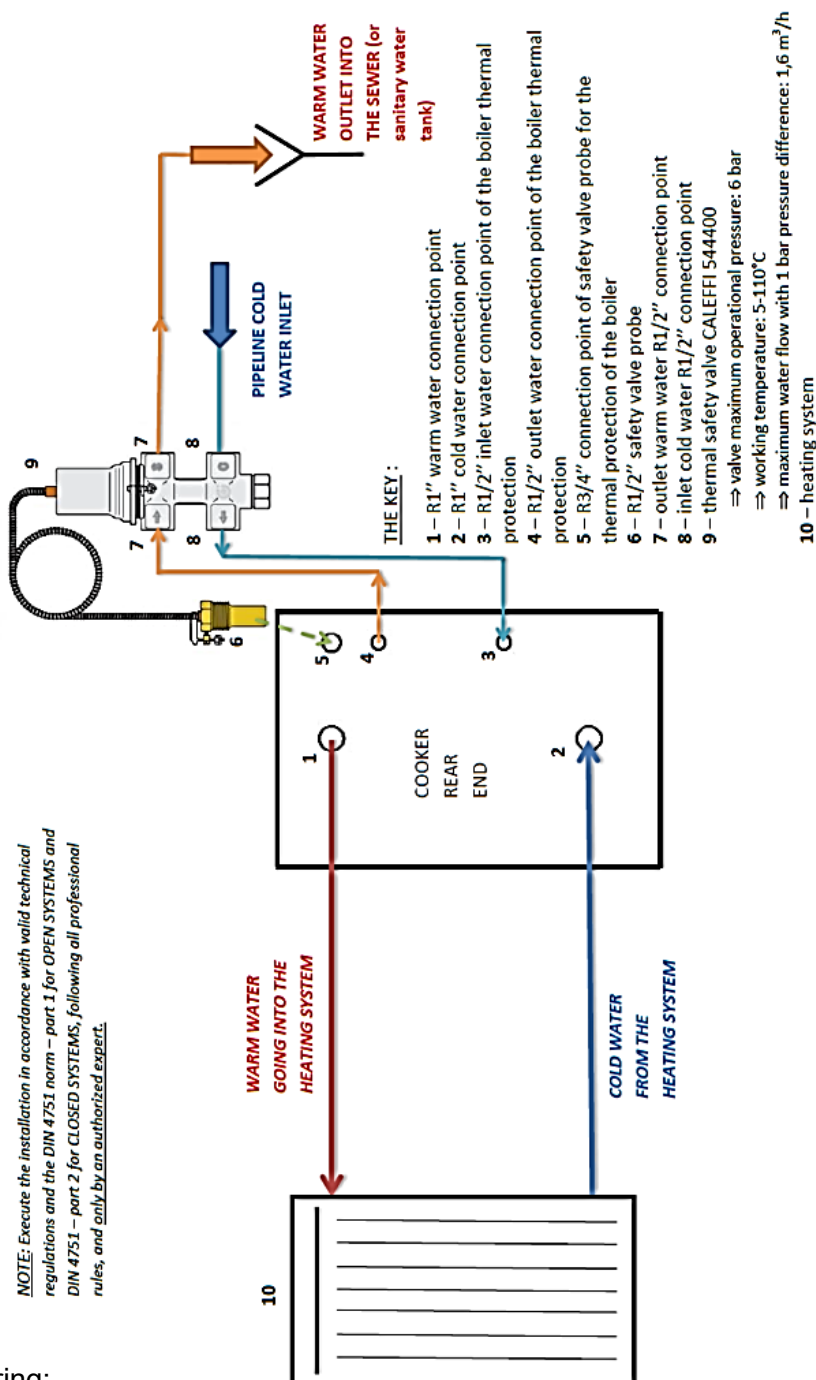 NOTE: Execute the installation in accordance with valid technical
regulations and the DIN 4751 norm – part 1 for OPEN SYSTEMS and
DIN 4751 – part 2 for CLOSED SYSTEMS, following all professional
rules, and only by an authorized expert.
10
WARM WATER
GOING INTO THE
HEATING SYSTEM
COLD WATER
FROM THE
HEATING SYSTEM
1
2
COOKER
REAR
END
5
4
3
6
7
8
9
7
8
PIPELINE COLD
WATER INLET
WARM WATER
OUTLET INTO
THE SEWER (or
sanitary water
tank)
THE KEY :
1 – R1’’ warm water connection point
2 – R1’’ cold water connection point
3 – R1/2’’ inlet water connection point of the boiler thermal
protection
4 – R1/2’’ outlet water connection point of the boiler thermal
protection
5 – R3/4’’ connection point of safety valve probe for the
thermal protection of the boiler
6 – R1/2’’ safety valve probe
7 – outlet warm water R1/2’’ connection point
8 – inlet cold water R1/2’’ connection point
9 – thermal safety valve CALEFFI 544400
⇒ valve maximum operational pressure: 6 bar
⇒ working temperature: 5-110°C
⇒ maximum water flow with 1 bar pressure difference: 1,6 m³/h
10 – heating system